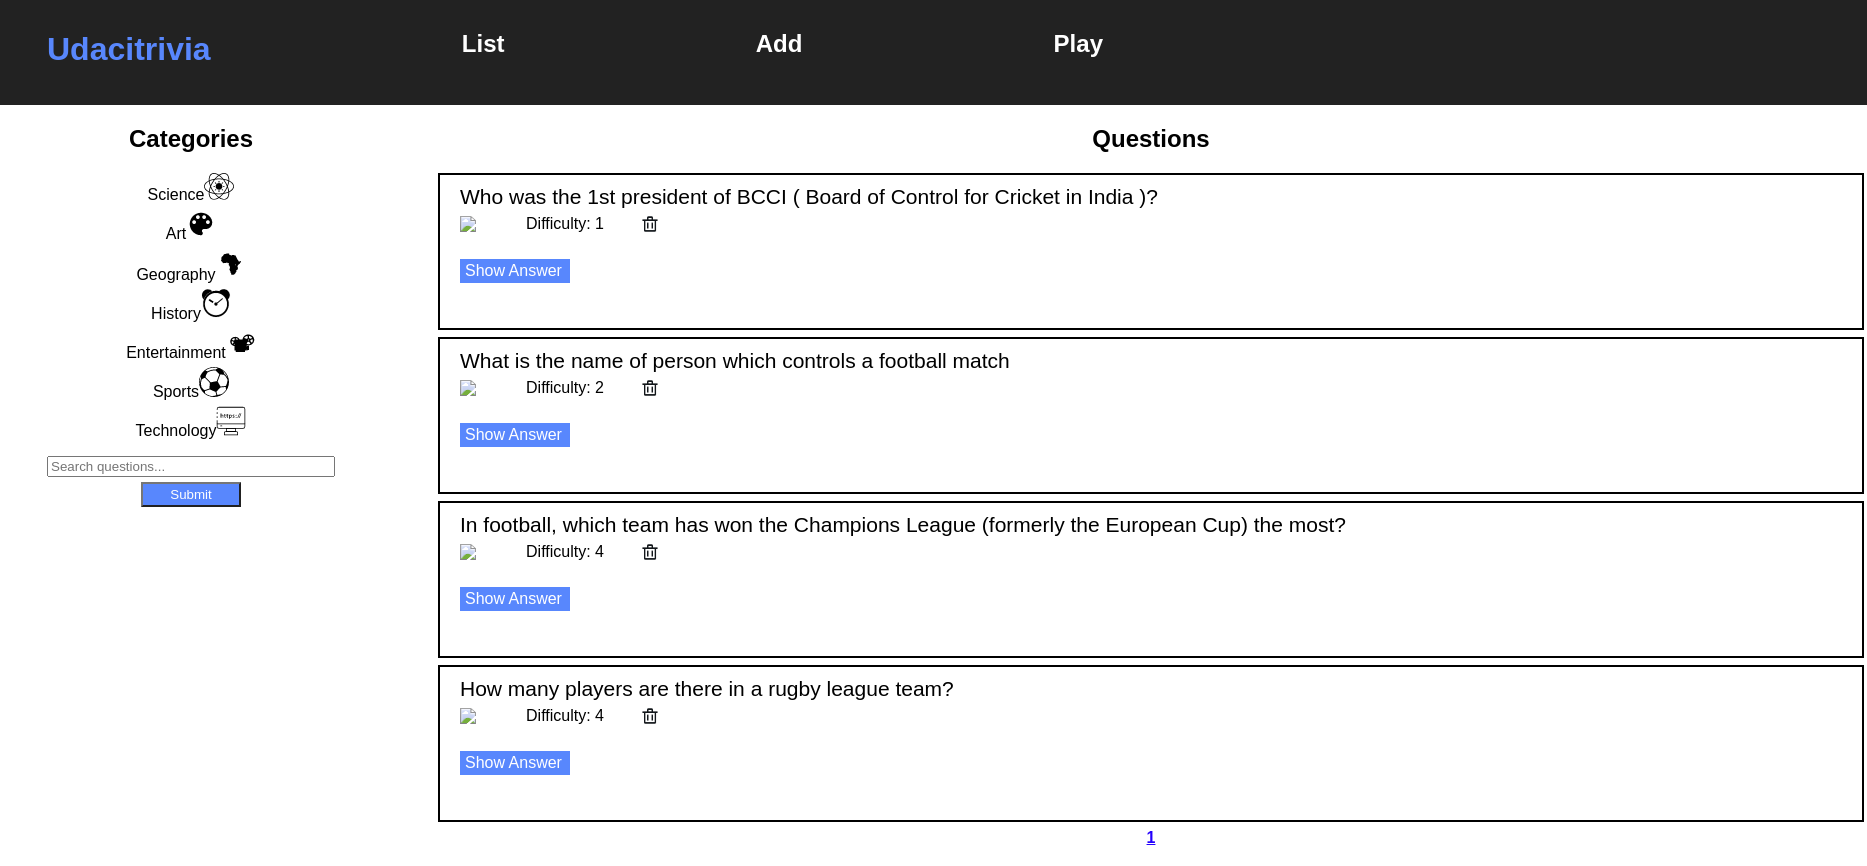 Udacitrivia
List
Add
Play
Categories
Science
Art
Geography
History
Entertainment
Sports
Technology
https://
Search questions...
Submit
Questions
Who was the 1st president of BCCI ( Board of Control for Cricket in India )?
Difficulty: 1
Show Answer
What is the name of person which controls a football match
Difficulty: 2
Show Answer
In football, which team has won the Champions League (formerly the European Cup) the most?
Difficulty: 4
Show Answer
How many players are there in a rugby league team?
Difficulty: 4
Show Answer
1